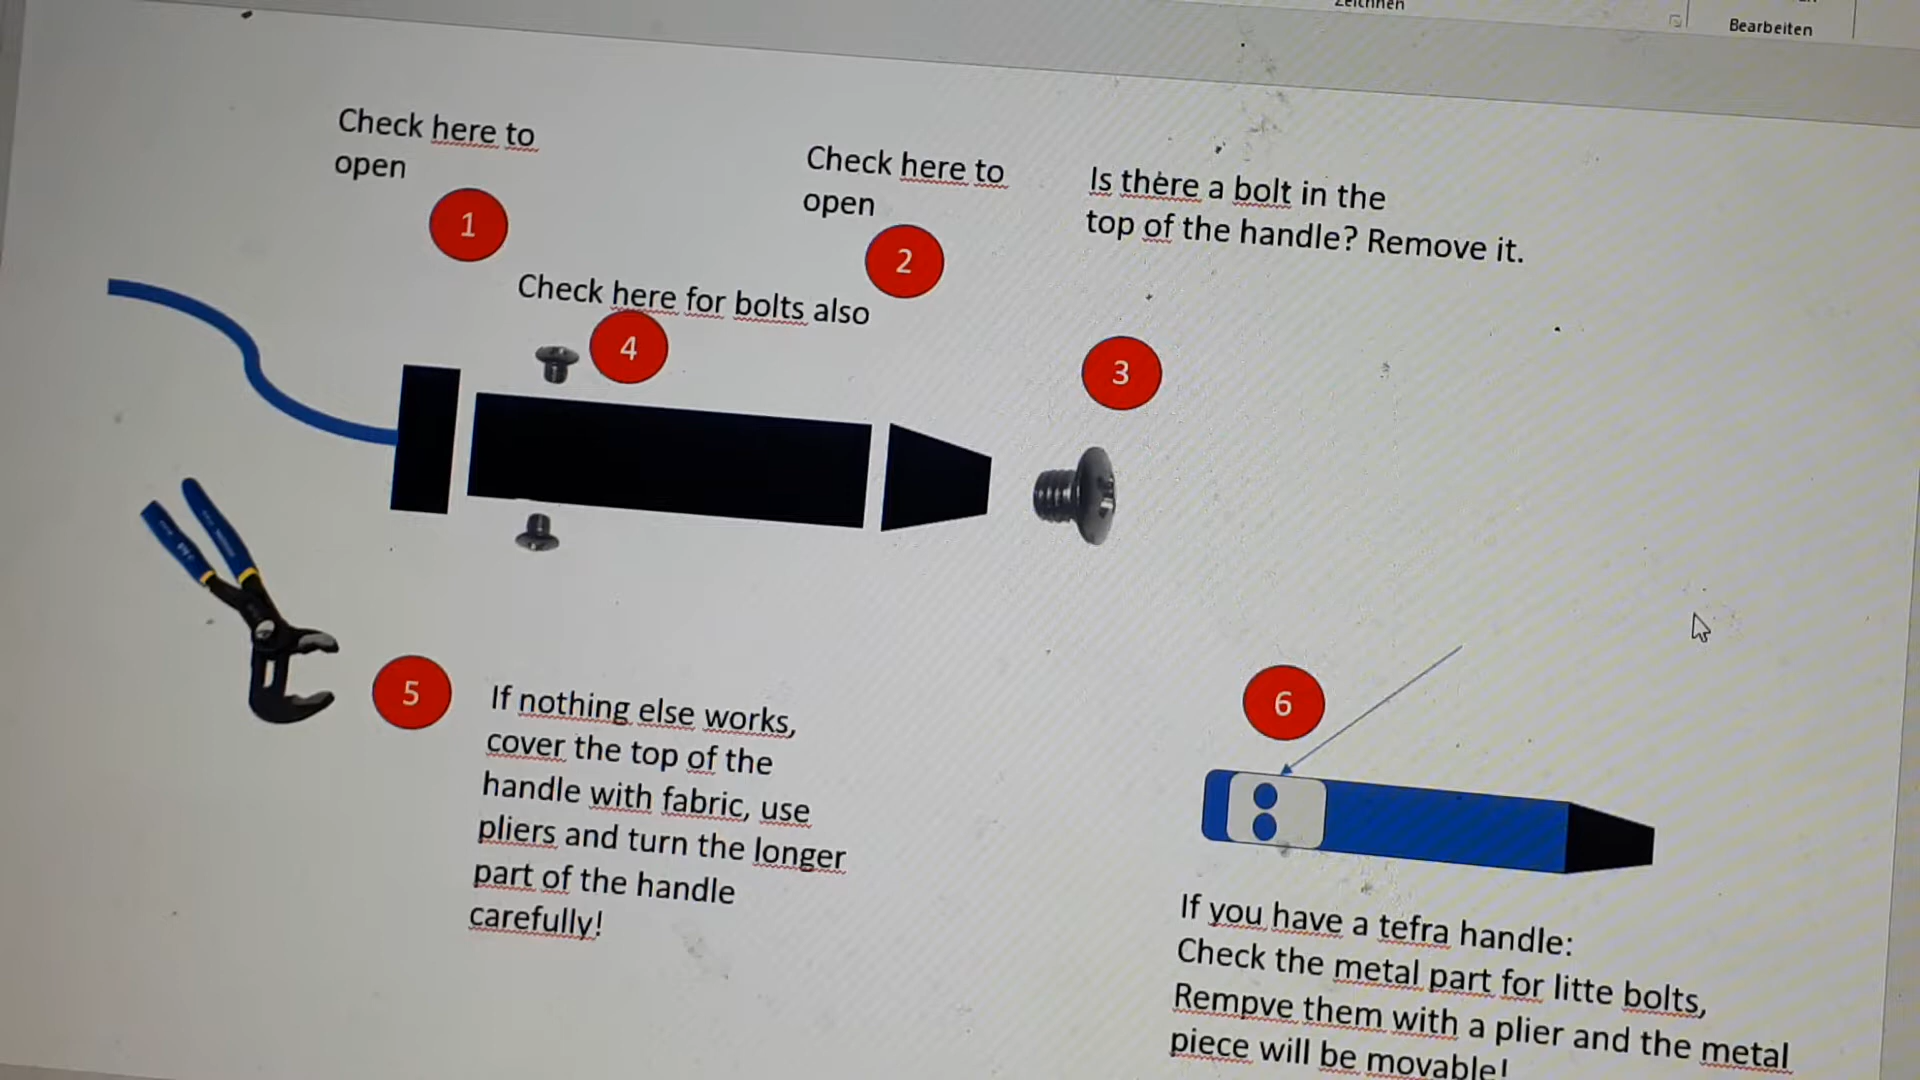 Zeichnen
Bearbeiten
Check here to
open
1
Check here to
open
2
Is there a bolt in the
top of the handle? Remove it.
Check here for bolts also
4
3
5
If nothing else works,
cover the top of the
handle with fabric, use
pliers and turn the longer
part of the handle
carefully!
6
If you have a tefra handle:
Check the metal part for litte bolts,
Rempve them with a plier and the metal
piece will be movable!